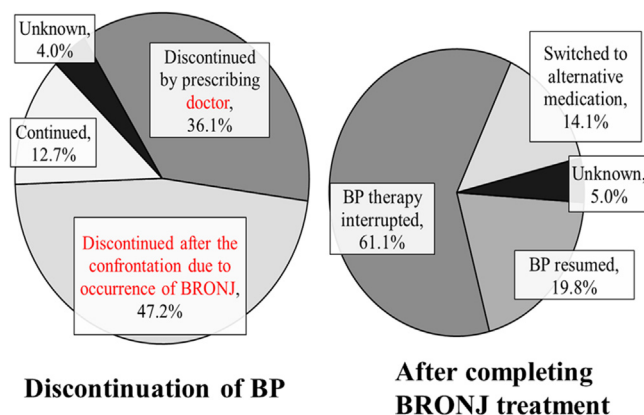 Unknown,
4.0%
Discontinued
by prescribing
doctor,
36.1%
Continued,
12.7%
Discontinued after the
confrontation due to
occurrence of BRONJ,
47.2%
Discontinuation of BP
Switched to
alternative
medication,
14.1%
Unknown,
5.0%
BP therapy
interrupted,
61.1%
BP resumed,
19.8%
After completing
BRONJ treatment